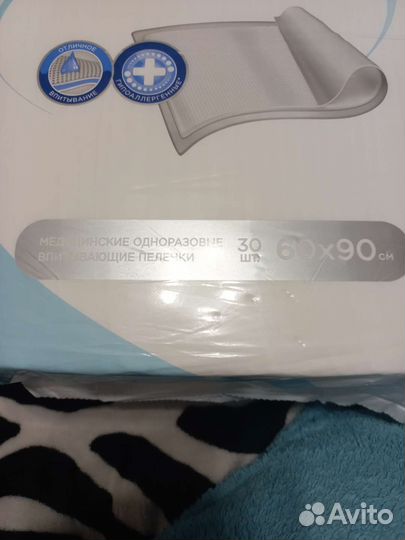 ОТЛИЧНОЕ
ВПИТЫВАНИЕ
ГИПОАЛЛЕРГЕННЫЕ*
МЕДИЦИНСКИЕ ОДНОРАЗОВЫЕ
ВПИТЫВАЮЩИЕ ПЕЛЕНКИ
30
ШТ.
60x90 СМ
Avito